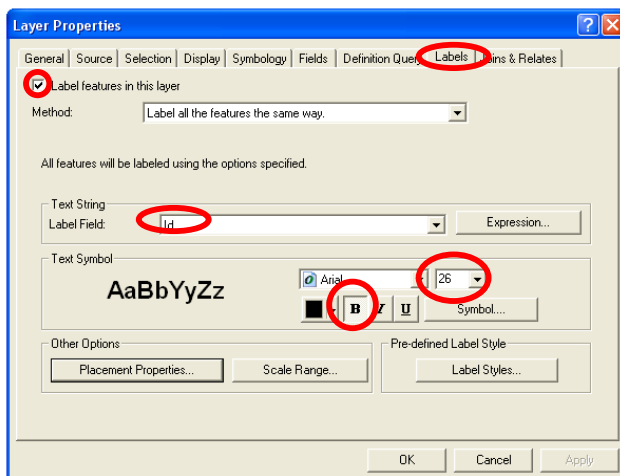 Layer Properties
General Source Selection Display Symbology Fields Definition Query Labels Joins & Relates
Label features in this layer
Method: Label all the features the same way.
All features will be labeled using the options specified.
Text String
Label Field: Id Expression...
Text Symbol
AaBbYyZz
Arial 26
B I U Symbol...
Other Options Pre-defined Label Style
Placement Properties... Scale Range... Label Styles...
OK Cancel Apply